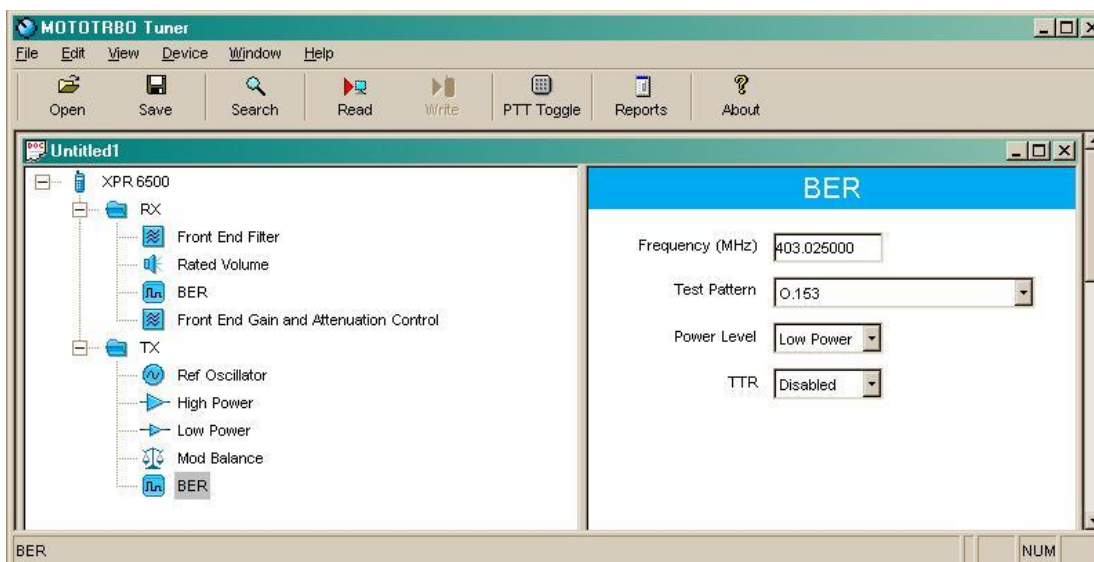 MOTOTRBO Tuner
File Edit View Device Window Help
Open Save Search Read Write PTT Toggle Reports About
DOC Untitled1
XPR 6500
RX
Front End Filter
Rated Volume
BER
Front End Gain and Attenuation Control
TX
Ref Oscillator
High Power
Low Power
Mod Balance
BER
BER
Frequency (MHz) 403.025000
Test Pattern O.153
Power Level Low Power
TTR Disabled
BER NUM